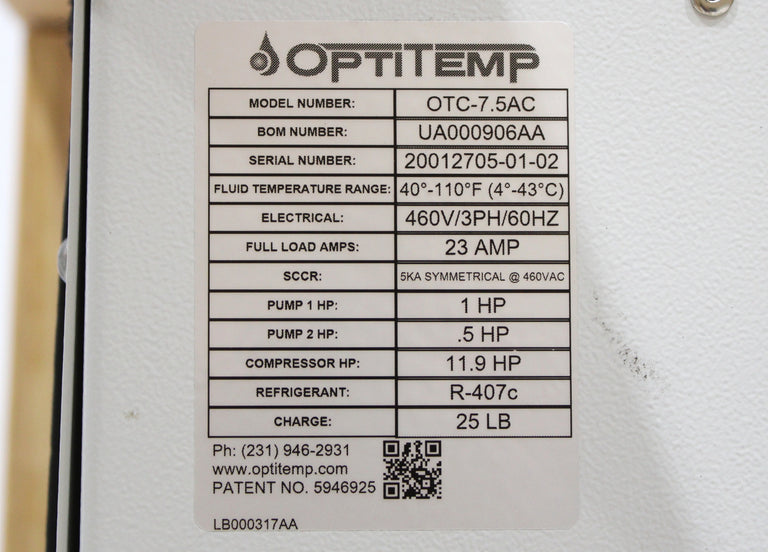 OPTITEMP
MODEL NUMBER: OTC-7.5AC
BOM NUMBER: UA000906AA
SERIAL NUMBER: 20012705-01-02
FLUID TEMPERATURE RANGE: 40°-110°F (4°-43°C)
ELECTRICAL: 460V/3PH/60HZ
FULL LOAD AMPS: 23 AMP
SCCR: 5KA SYMMETRICAL @ 460VAC
PUMP 1 HP: 1 HP
PUMP 2 HP: .5 HP
COMPRESSOR HP: 11.9 HP
REFRIGERANT: R-407c
CHARGE: 25 LB
Ph: (231) 946-2931
www.optitemp.com
PATENT NO. 5946925
LB000317AA